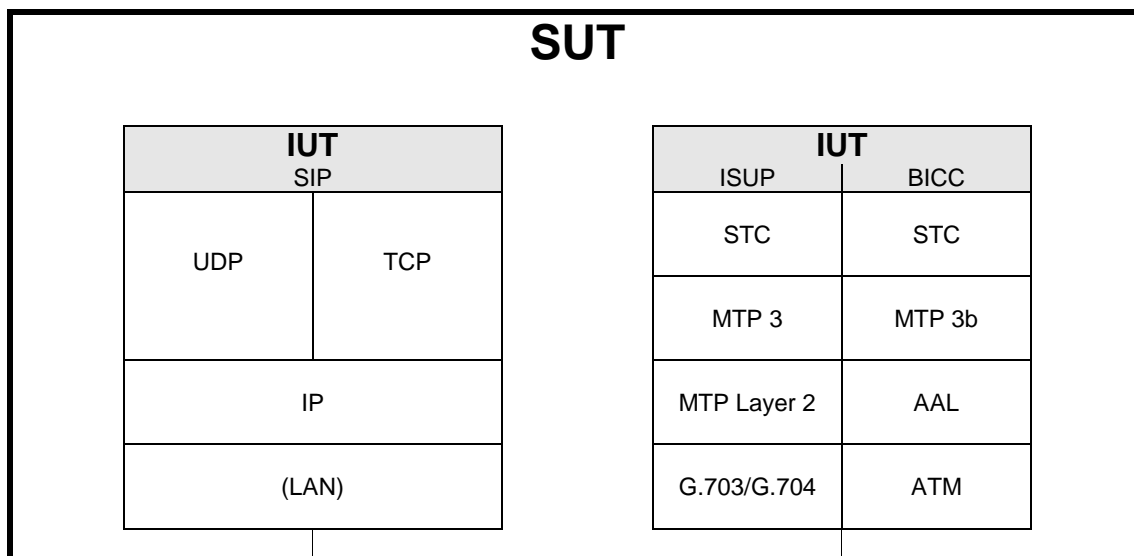 SUT
IUT
SIP
UDP
TCP
IP
(LAN)
IUT
ISUP
BICC
STC
STC
MTP 3
MTP 3b
MTP Layer 2
AAL
G.703/G.704
ATM